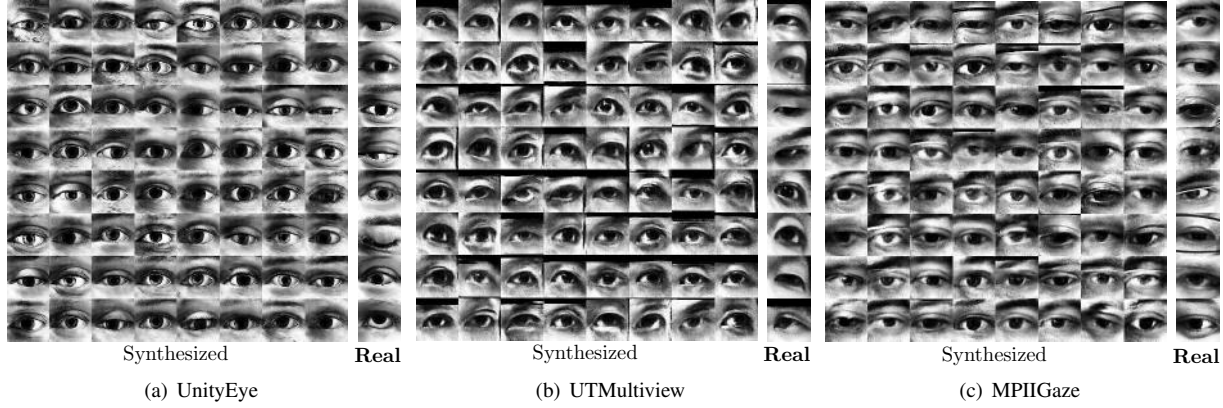 Synthesized Real Synthesized Real Synthesized Real
(a) UnityEye (b) UTMultiview (c) MPIIGaze